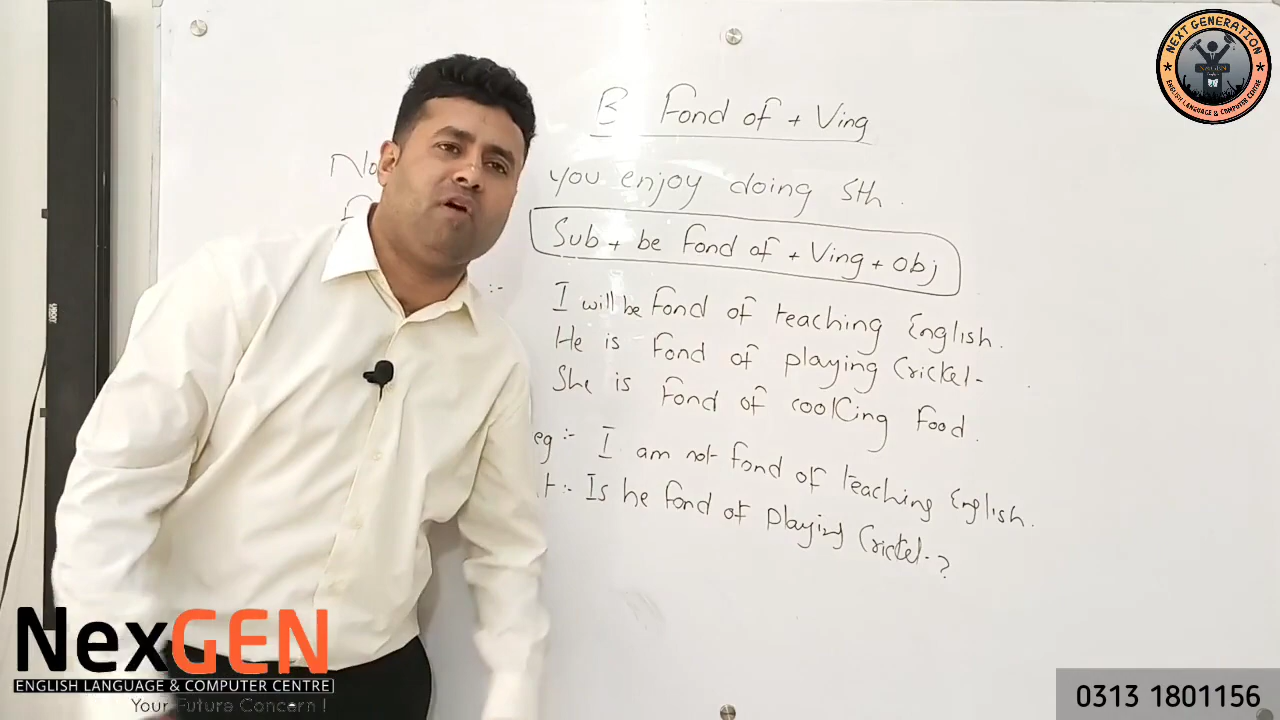 NEXT GENERATION
ENGLISH LANGUAGE & COMPUTER CENTRE
B Fond of + Ving
No
you enjoy doing Sth.
Sub + be Fond of + Ving + obj
:- I will be Fond of teaching English.
He is Fond of playing Cricket.
She is Fond of cooking Food.
eg :- I am not fond of teaching English.
t :- Is he fond of Playing Cricket?
NexGEN
ENGLISH LANGUAGE & COMPUTER CENTRE
Your Future Concern !
0313 1801156